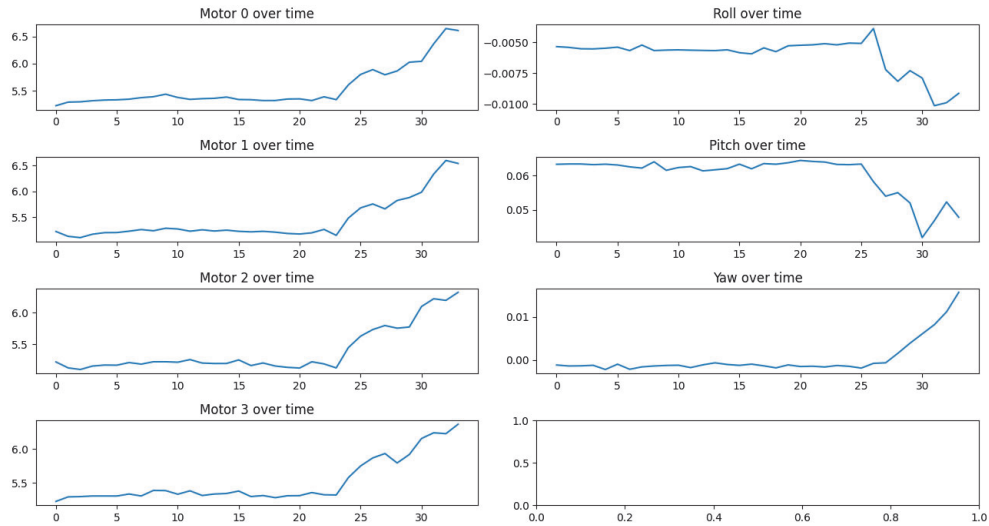 Motor 0 over time
6.5
6.0
5.5
0 5 10 15 20 25 30
Roll over time
−0.0050
−0.0075
−0.0100
0 5 10 15 20 25 30
Motor 1 over time
6.5
6.0
5.5
0 5 10 15 20 25 30
Pitch over time
0.06
0.05
0 5 10 15 20 25 30
Motor 2 over time
6.0
5.5
0 5 10 15 20 25 30
Yaw over time
0.01
0.00
0 5 10 15 20 25 30
Motor 3 over time
6.0
5.5
0 5 10 15 20 25 30
1.0
0.5
0.0
0.0 0.2 0.4 0.6 0.8 1.0